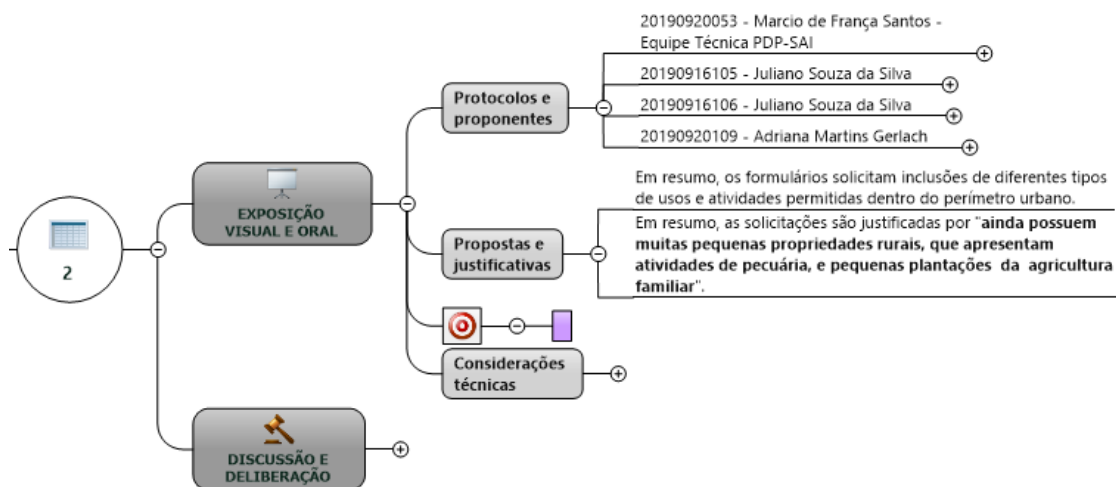 20190920053 - Marcio de França Santos -
Equipe Técnica PDP-SAI
20190916105 - Juliano Souza da Silva
Protocolos e
proponentes
20190916106 - Juliano Souza da Silva
20190920109 - Adriana Martins Gerlach
Em resumo, os formulários solicitam inclusões de diferentes tipos
de usos e atividades permitidas dentro do perímetro urbano.
EXPOSIÇÃO
VISUAL E ORAL
2
Propostas e
justificativas
Em resumo, as solicitações são justificadas por "ainda possuem
muitas pequenas propriedades rurais, que apresentam
atividades de pecuária, e pequenas plantações da agricultura
familiar".
Considerações
técnicas
DISCUSSÃO E
DELIBERAÇÃO